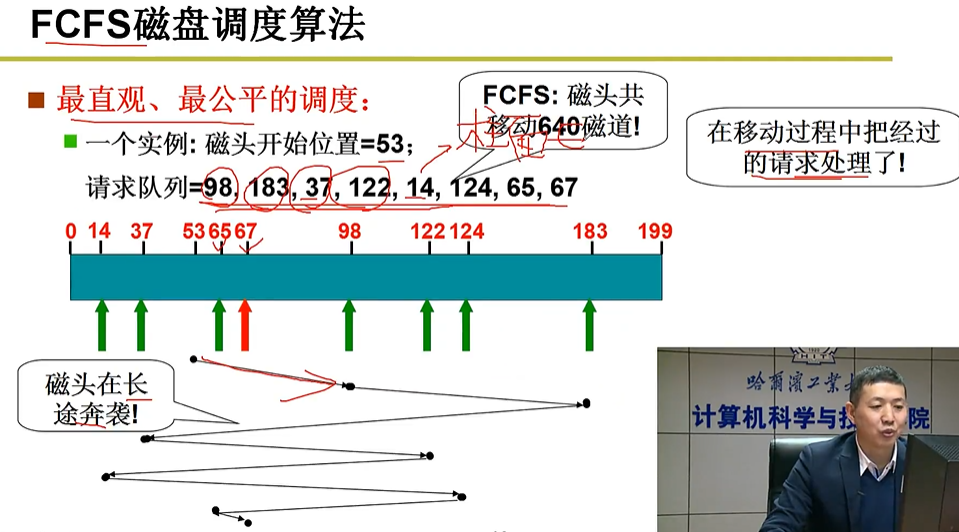 FCFS磁盘调度算法
最直观、最公平的调度：
FCFS: 磁头共
移动640磁道!
在移动过程中把经过
的请求处理了!
一个实例: 磁头开始位置=53;
请求队列=98, 183, 37, 122, 14, 124, 65, 67
0 14 37 53 65 67 98 122 124 183 199
磁头在长
途奔袭!
哈尔滨工业
计算机科学与技 院